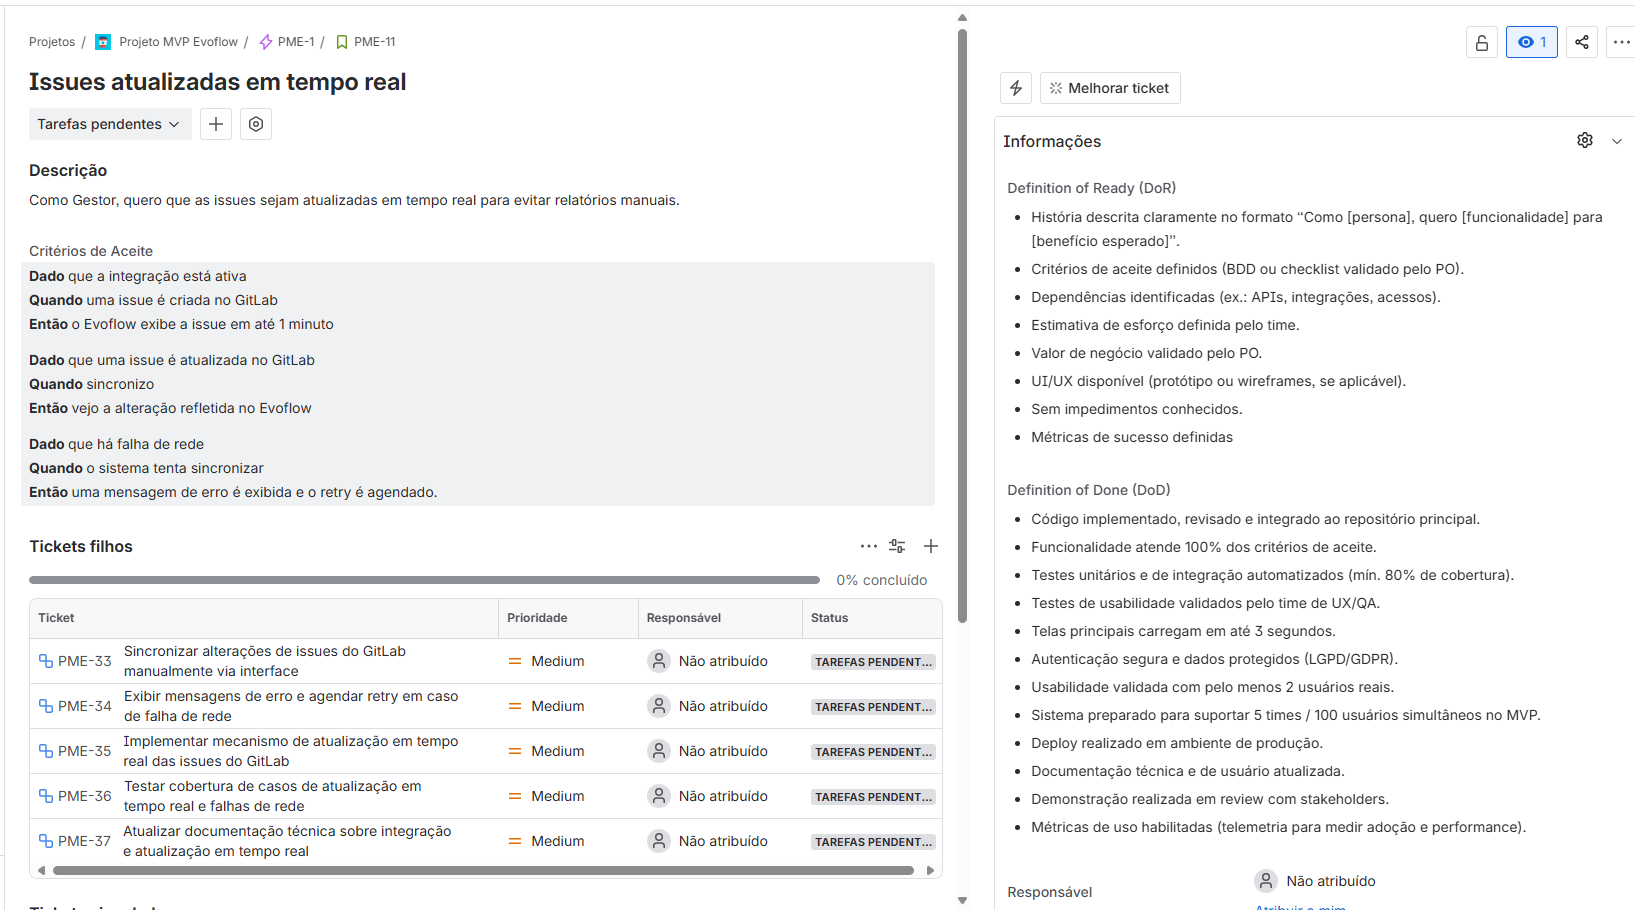 Projetos / Projeto MVP Evoflow / PME-1 / PME-11
Issues atualizadas em tempo real
Tarefas pendentes
Descrição
Como Gestor, quero que as issues sejam atualizadas em tempo real para evitar relatórios manuais.
Critérios de Aceite
Dado que a integração está ativa
Quando uma issue é criada no GitLab
Então o Evoflow exibe a issue em até 1 minuto
Dado que uma issue é atualizada no GitLab
Quando sincronizo
Então vejo a alteração refletida no Evoflow
Dado que há falha de rede
Quando o sistema tenta sincronizar
Então uma mensagem de erro é exibida e o retry é agendado.
Tickets filhos
0% concluído
Ticket Prioridade Responsável Status
PME-33 Sincronizar alterações de issues do GitLab
manualmente via interface
Medium Não atribuído TAREFAS PENDENT...
PME-34 Exibir mensagens de erro e agendar retry em caso
de falha de rede
Medium Não atribuído TAREFAS PENDENT...
PME-35 Implementar mecanismo de atualização em tempo
real das issues do GitLab
Medium Não atribuído TAREFAS PENDENT...
PME-36 Testar cobertura de casos de atualização em
tempo real e falhas de rede
Medium Não atribuído TAREFAS PENDENT...
PME-37 Atualizar documentação técnica sobre integração
e atualização em tempo real
Medium Não atribuído TAREFAS PENDENT...
1
Melhorar ticket
Informações
Definition of Ready (DoR)
• História descrita claramente no formato “Como [persona], quero [funcionalidade] para
[benefício esperado]”.
• Critérios de aceite definidos (BDD ou checklist validado pelo PO).
• Dependências identificadas (ex.: APIs, integrações, acessos).
• Estimativa de esforço definida pelo time.
• Valor de negócio validado pelo PO.
• UI/UX disponível (protótipo ou wireframes, se aplicável).
• Sem impedimentos conhecidos.
• Métricas de sucesso definidas
Definition of Done (DoD)
• Código implementado, revisado e integrado ao repositório principal.
• Funcionalidade atende 100% dos critérios de aceite.
• Testes unitários e de integração automatizados (mín. 80% de cobertura).
• Testes de usabilidade validados pelo time de UX/QA.
• Telas principais carregam em até 3 segundos.
• Autenticação segura e dados protegidos (LGPD/GDPR).
• Usabilidade validada com pelo menos 2 usuários reais.
• Sistema preparado para suportar 5 times / 100 usuários simultâneos no MVP.
• Deploy realizado em ambiente de produção.
• Documentação técnica e de usuário atualizada.
• Demonstração realizada em review com stakeholders.
• Métricas de uso habilitadas (telemetria para medir adoção e performance).
Responsável Não atribuído